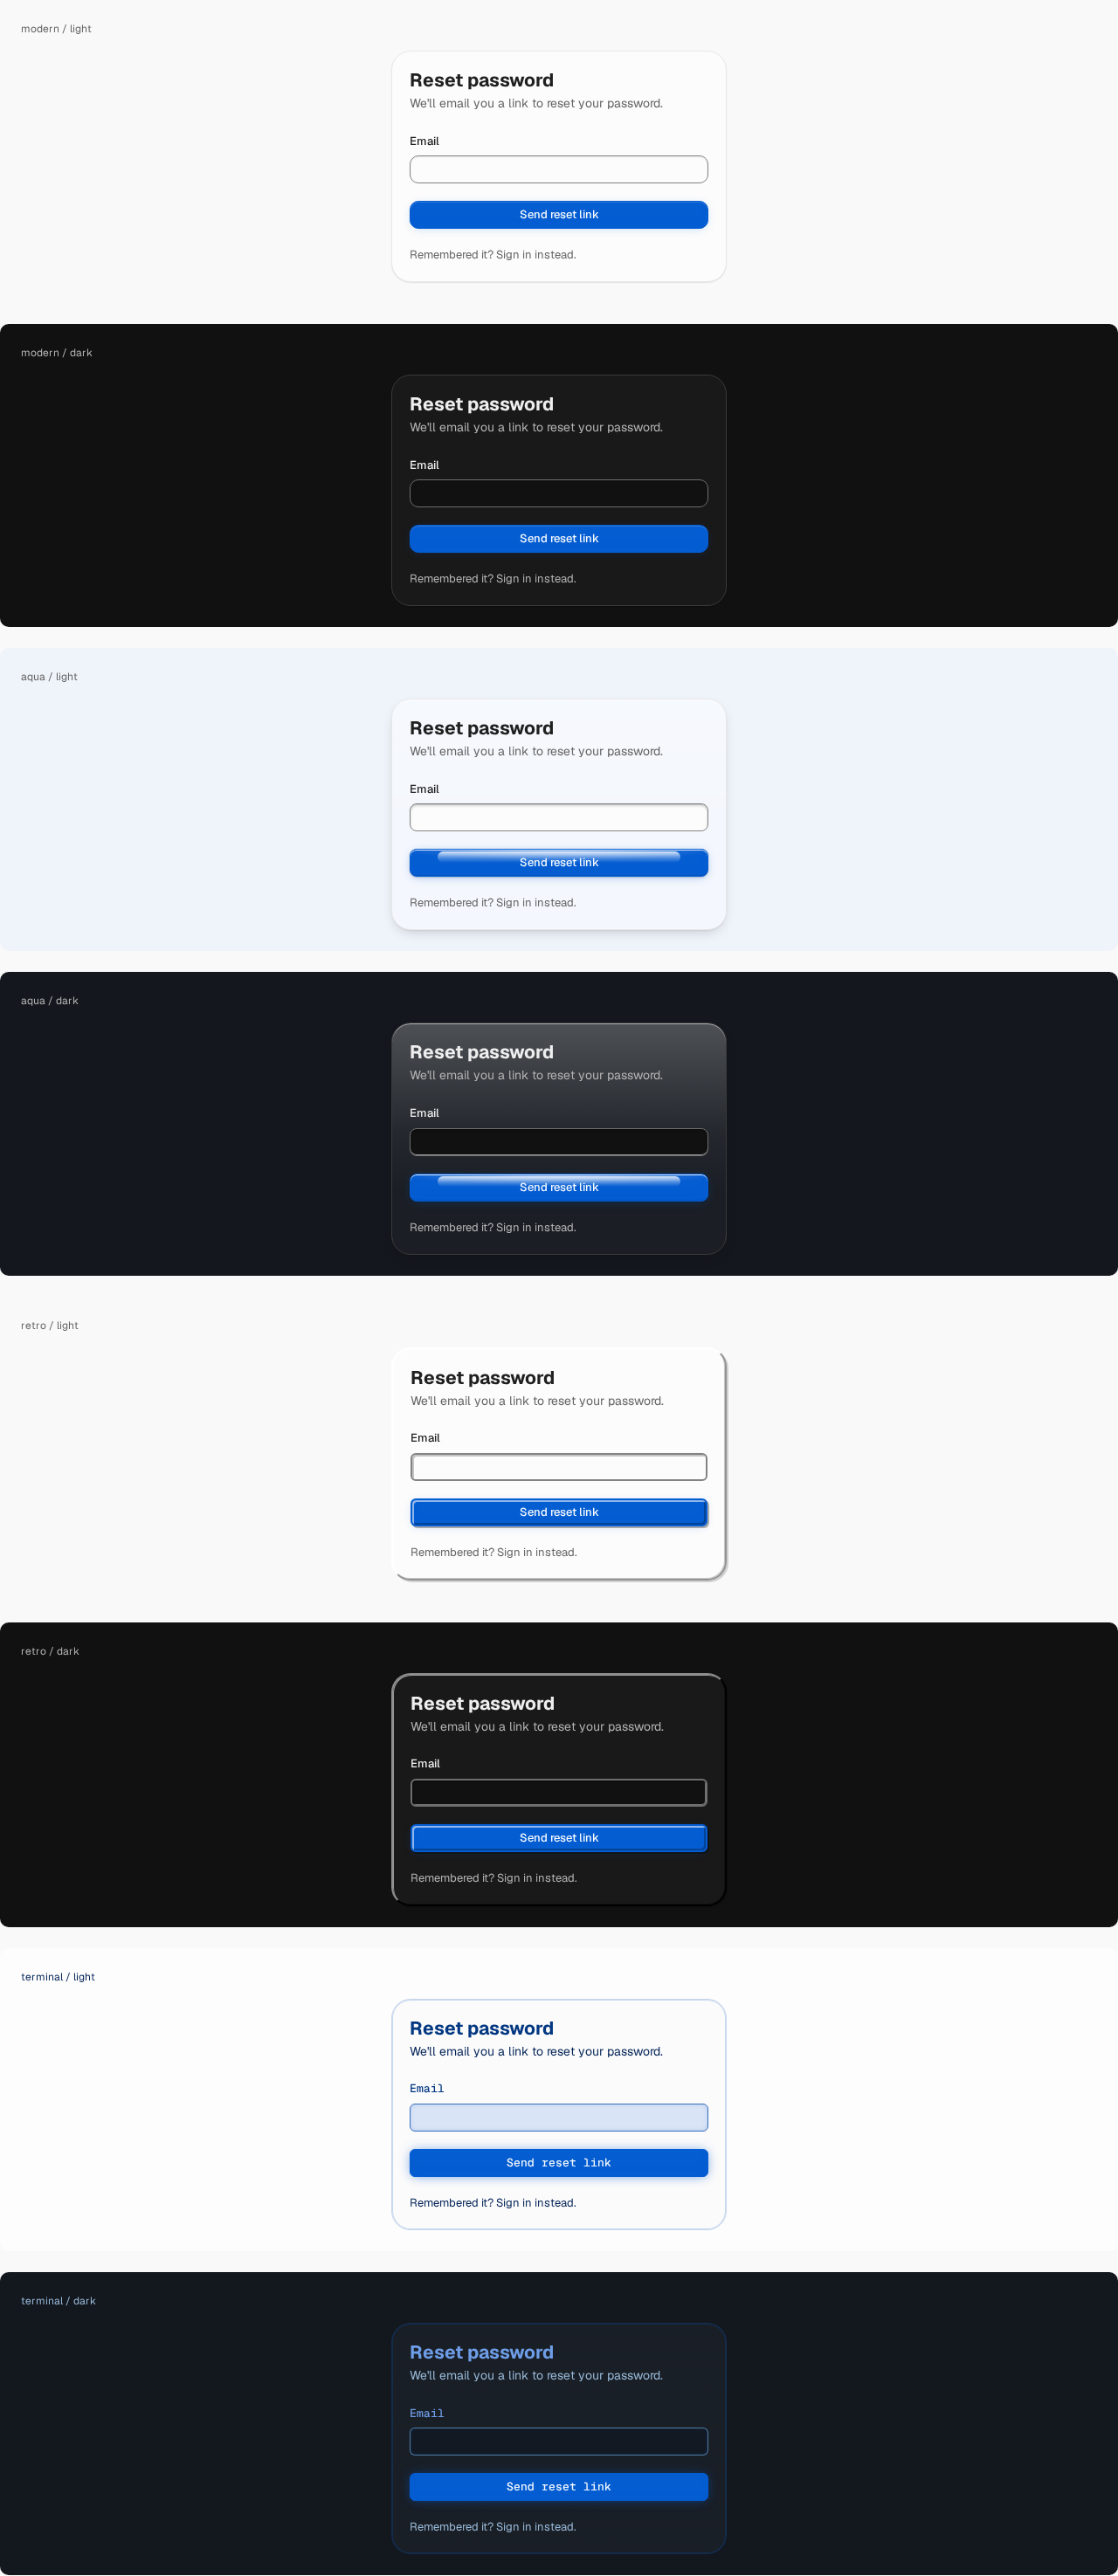 modern / light
Reset password
We'll email you a link to reset your password.
Email
Send reset link
Remembered it? Sign in instead.
modern / dark
Reset password
We'll email you a link to reset your password.
Email
Send reset link
Remembered it? Sign in instead.
aqua / light
Reset password
We'll email you a link to reset your password.
Email
Send reset link
Remembered it? Sign in instead.
aqua / dark
Reset password
We'll email you a link to reset your password.
Email
Send reset link
Remembered it? Sign in instead.
retro / light
Reset password
We'll email you a link to reset your password.
Email
Send reset link
Remembered it? Sign in instead.
retro / dark
Reset password
We'll email you a link to reset your password.
Email
Send reset link
Remembered it? Sign in instead.
terminal / light
Reset password
We'll email you a link to reset your password.
Email
Send reset link
Remembered it? Sign in instead.
terminal / dark
Reset password
We'll email you a link to reset your password.
Email
Send reset link
Remembered it? Sign in instead.